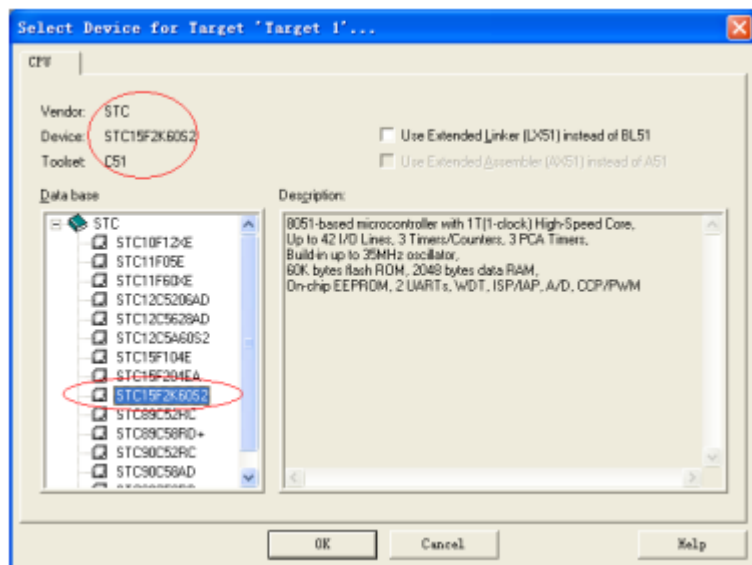 Select Device for Target 'Target 1'...
CPU
Vendor: STC
Device: STC15F2K60S2
Toolset: C51
Use Extended Linker (LX51) instead of BL51
Use Extended Assembler (AX51) instead of A51
Data base
STC
STC10F12XE
STC11F05E
STC11F60XE
STC12C5206AD
STC12C5628AD
STC12C5A60S2
STC15F104E
STC15F204EA
STC15F2K60S2
STC89C52RC
STC89C58RD+
STC90C52RC
STC90C58AD
Description:
8051-based microcontroller with 1T(1-clock) High-Speed Core,
Up to 42 I/O Lines, 3 Timers/Counters, 3 PCA Timers,
Build-in up to 35MHz oscillator,
60K bytes flash ROM, 2048 bytes data RAM,
On-chip EEPROM, 2 UARTs, WDT, ISP/IAP, A/D, CCP/PWM
OK
Cancel
Help